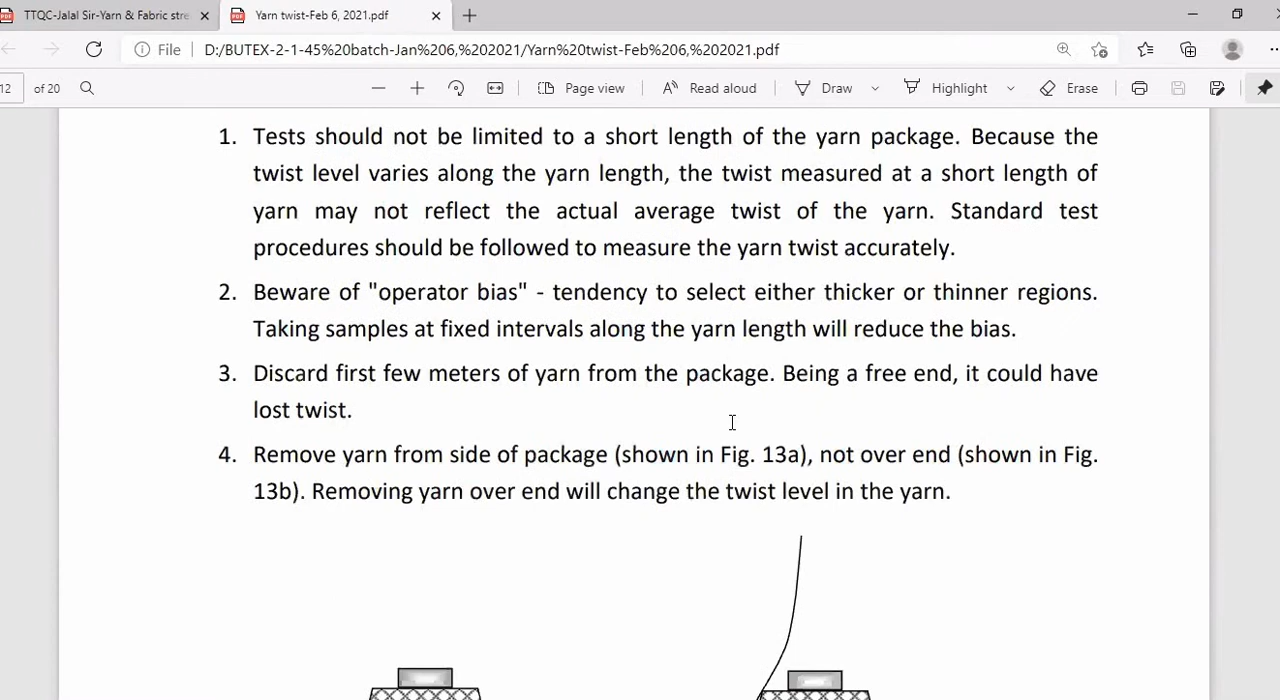 TTQC-Jalal Sir-Yarn & Fabric stre
Yarn twist-Feb 6, 2021.pdf
File
D:/BUTEX-2-1-45%20batch-Jan%206,%202021/Yarn%20twist-Feb%206,%202021.pdf
12 of 20
Page view
Read aloud
Draw
Highlight
Erase
1. Tests should not be limited to a short length of the yarn package. Because the
twist level varies along the yarn length, the twist measured at a short length of
yarn may not reflect the actual average twist of the yarn. Standard test
procedures should be followed to measure the yarn twist accurately.
2. Beware of "operator bias" - tendency to select either thicker or thinner regions.
Taking samples at fixed intervals along the yarn length will reduce the bias.
3. Discard first few meters of yarn from the package. Being a free end, it could have
lost twist.
4. Remove yarn from side of package (shown in Fig. 13a), not over end (shown in Fig.
13b). Removing yarn over end will change the twist level in the yarn.